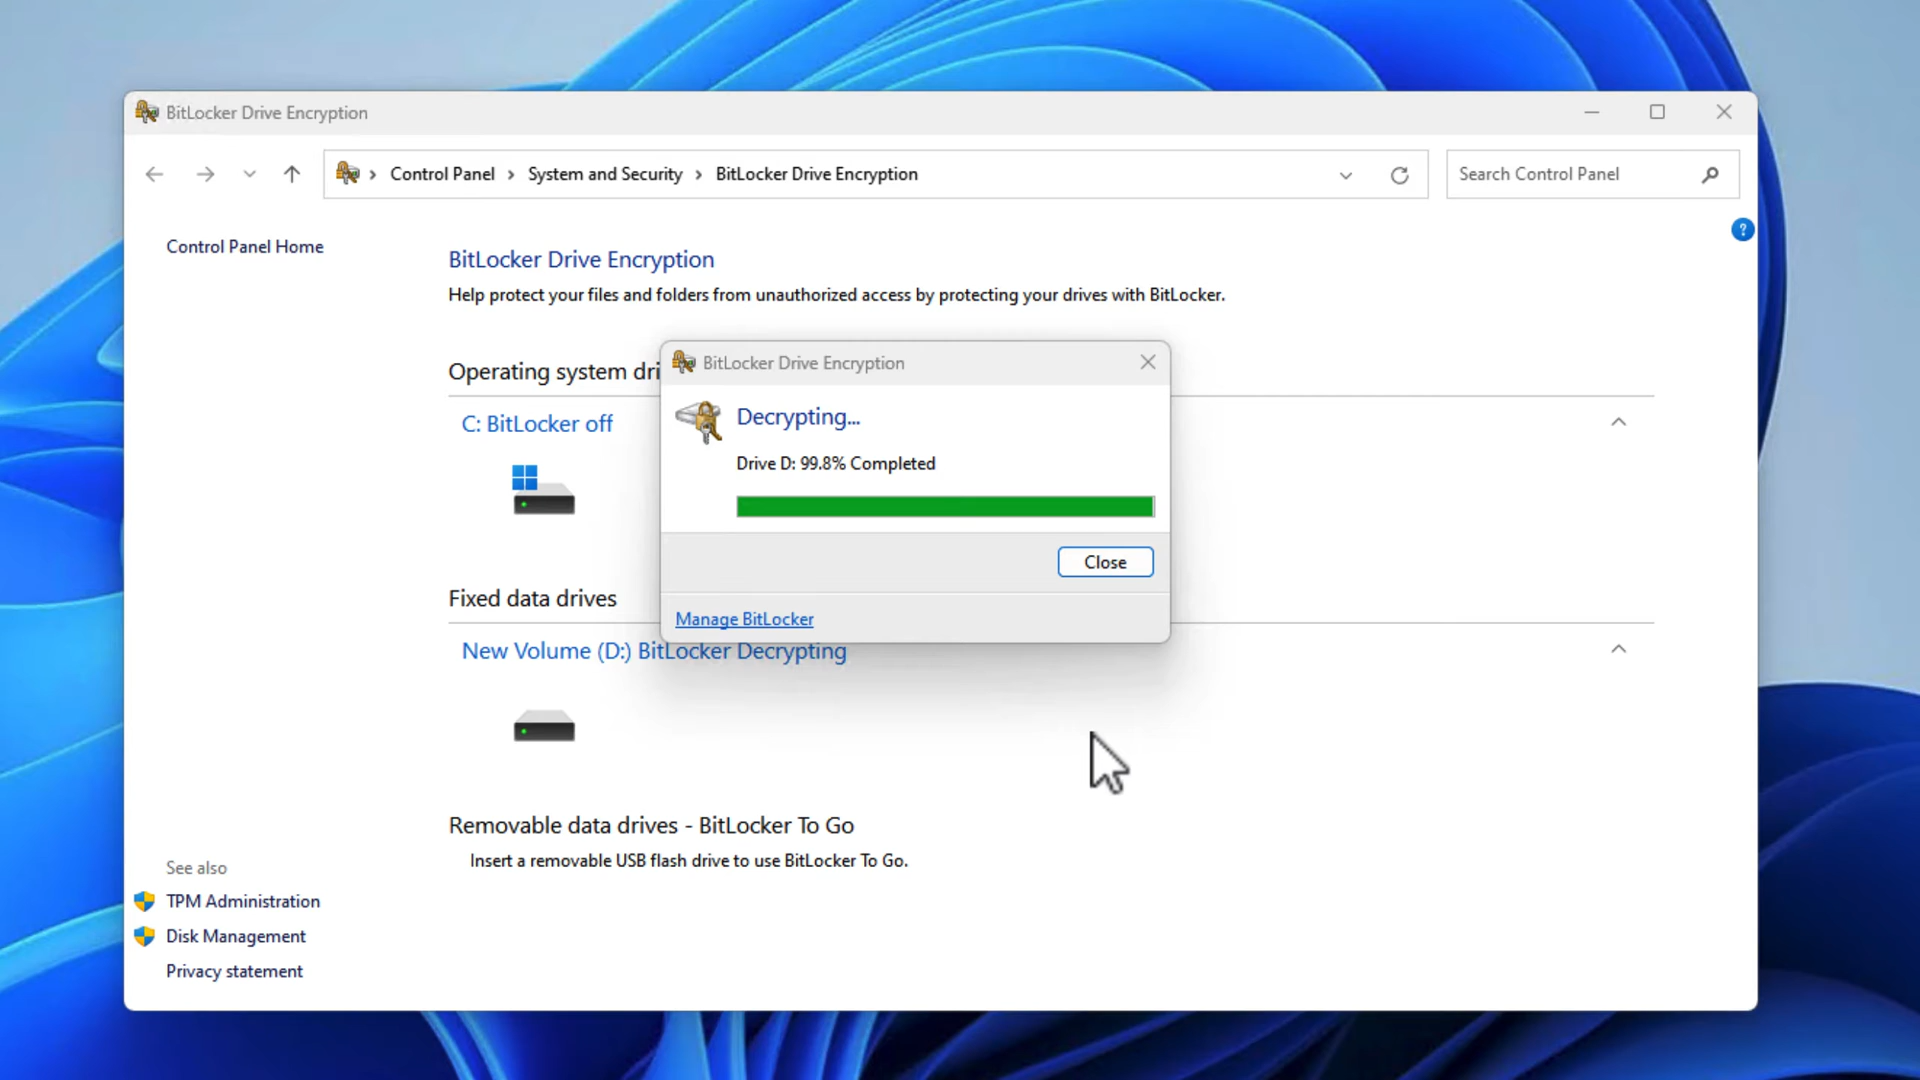 BitLocker Drive Encryption
Control Panel > System and Security > BitLocker Drive Encryption
Search Control Panel
?
Control Panel Home
BitLocker Drive Encryption
Help protect your files and folders from unauthorized access by protecting your drives with BitLocker.
Operating system dri
C: BitLocker off
BitLocker Drive Encryption
Decrypting...
Drive D: 99.8% Completed
Close
Manage BitLocker
Fixed data drives
New Volume (D:) BitLocker Decrypting
Removable data drives - BitLocker To Go
Insert a removable USB flash drive to use BitLocker To Go.
See also
TPM Administration
Disk Management
Privacy statement